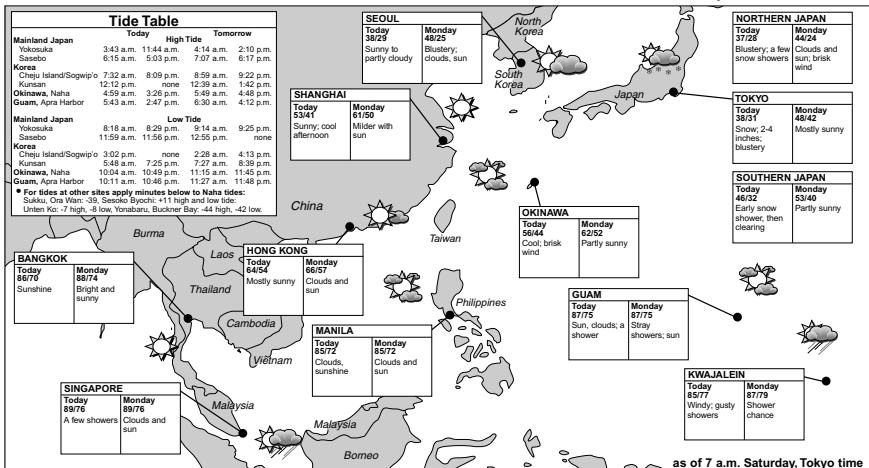 Tide Table
Today Tomorrow
High Tide
Mainland Japan
Yokosuka 3:43 a.m. 11:44 a.m. 4:14 a.m. 2:10 p.m.
Sasebo 6:15 a.m. 5:03 p.m. 7:07 a.m. 6:17 p.m.
Korea
Cheju Island/Sogwip'o 7:32 a.m. 8:09 p.m. 8:59 a.m. 9:22 p.m.
Kunsan 12:12 p.m. none 12:39 a.m. 1:42 p.m.
Okinawa, Naha 4:59 a.m. 3:26 p.m. 5:49 a.m. 4:48 p.m.
Guam, Apra Harbor 5:43 a.m. 2:47 p.m. 6:30 a.m. 4:12 p.m.
Mainland Japan Low Tide
Yokosuka 8:18 a.m. 8:29 p.m. 9:14 a.m. 9:25 p.m.
Sasebo 11:59 a.m. 11:56 p.m. 12:55 p.m. none
Korea
Cheju Island/Sogwip'o 3:02 p.m. none 2:28 a.m. 4:13 p.m.
Kunsan 5:48 a.m. 7:25 p.m. 7:27 a.m. 8:39 p.m.
Okinawa, Naha 10:04 a.m. 10:49 p.m. 11:15 a.m. 11:45 p.m.
Guam, Apra Harbor 10:11 a.m. 10:46 p.m. 11:27 a.m. 11:48 p.m.
• For tides at other sites apply minutes below to Naha tides:
Sukku, Ora Wan: -39, Sesoko Byochi: +11 high and low tide:
Unten Ko: -7 high, -8 low, Yonabaru, Buckner Bay: -44 high, -42 low.
SEOUL
Today Monday
38/29 48/25
Sunny to Blustery;
partly cloudy clouds, sun
North
Korea
South
Korea
Japan
NORTHERN JAPAN
Today Monday
37/28 44/24
Blustery; a few Clouds and
snow showers sun; brisk
wind
SHANGHAI
Today Monday
53/41 61/50
Sunny; cool Milder with
afternoon sun
TOKYO
Today Monday
38/31 48/42
Snow; 2-4 Mostly sunny
inches;
blustery
SOUTHERN JAPAN
Today Monday
46/32 53/40
Early snow Partly sunny
shower, then
clearing
China
Taiwan
OKINAWA
Today Monday
56/44 62/52
Cool; brisk Partly sunny
wind
Burma
Laos
Thailand
Cambodia
Vietnam
HONG KONG
Today Monday
64/54 66/57
Mostly sunny Clouds and
sun
BANGKOK
Today Monday
86/70 88/74
Sunshine Bright and
sunny
Philippines
GUAM
Today Monday
87/75 87/75
Sun, clouds; a Stray
shower showers; sun
MANILA
Today Monday
85/72 85/72
Clouds, Clouds and
sunshine sun
KWAJALEIN
Today Monday
85/77 87/79
Windy; gusty Shower
showers chance
SINGAPORE
Today Monday
89/76 89/76
A few showers Clouds and
sun
Malaysia
Malaysia
Borneo
as of 7 a.m. Saturday, Tokyo time